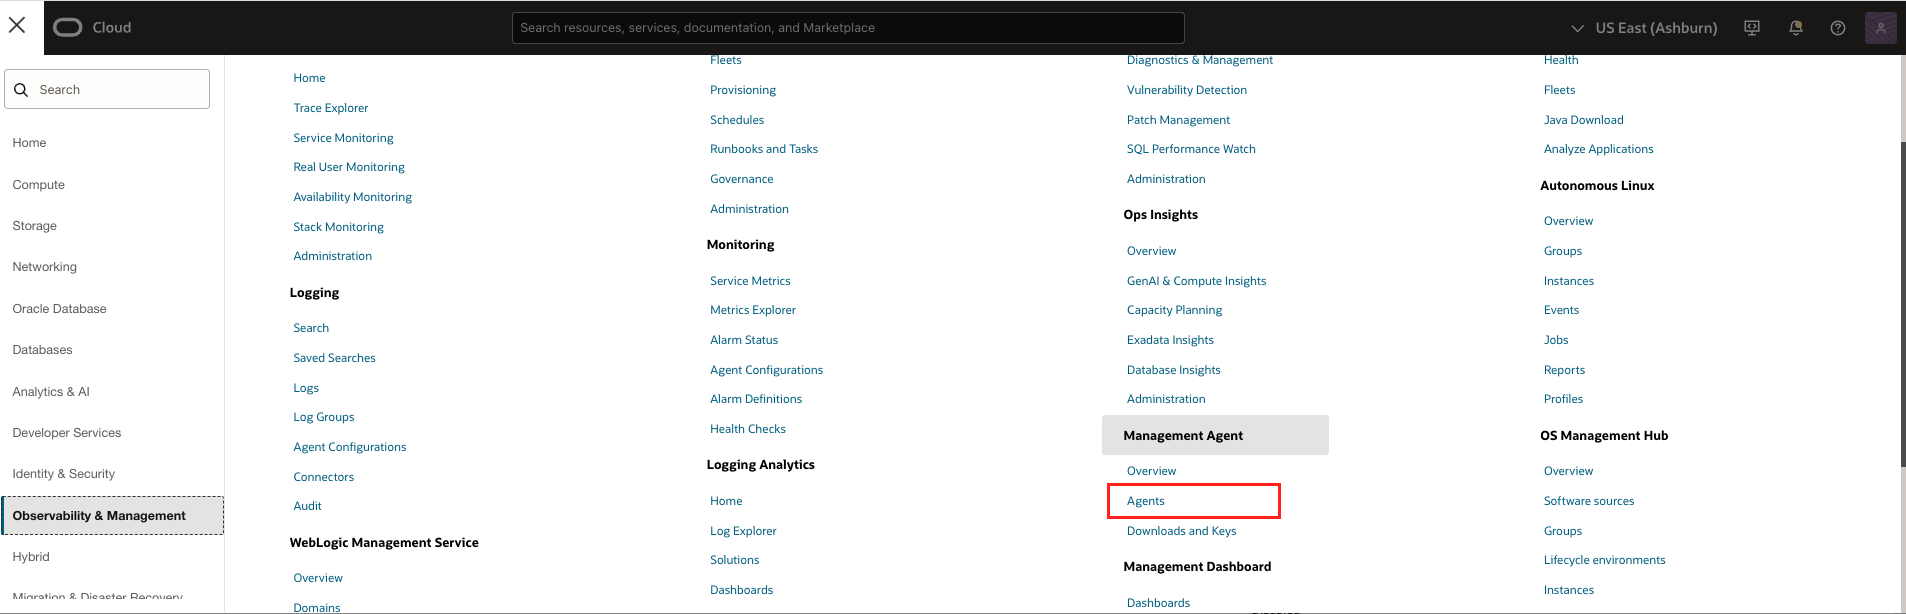 Cloud
Search resources, services, documentation, and Marketplace
US East (Ashburn)
Search
Home
Compute
Storage
Networking
Oracle Database
Databases
Analytics & AI
Developer Services
Identity & Security
Observability & Management
Hybrid
Migration & Disaster Recovery
Home
Trace Explorer
Service Monitoring
Real User Monitoring
Availability Monitoring
Stack Monitoring
Administration
Logging
Search
Saved Searches
Logs
Log Groups
Agent Configurations
Connectors
Audit
WebLogic Management Service
Overview
Domains
Fleets
Provisioning
Schedules
Runbooks and Tasks
Governance
Administration
Monitoring
Service Metrics
Metrics Explorer
Alarm Status
Agent Configurations
Alarm Definitions
Health Checks
Logging Analytics
Home
Log Explorer
Solutions
Dashboards
Diagnostics & Management
Vulnerability Detection
Patch Management
SQL Performance Watch
Administration
Ops Insights
Overview
GenAI & Compute Insights
Capacity Planning
Exadata Insights
Database Insights
Administration
Management Agent
Overview
Agents
Downloads and Keys
Management Dashboard
Dashboards
Health
Fleets
Java Download
Analyze Applications
Autonomous Linux
Overview
Groups
Instances
Events
Jobs
Reports
Profiles
OS Management Hub
Overview
Software sources
Groups
Lifecycle environments
Instances